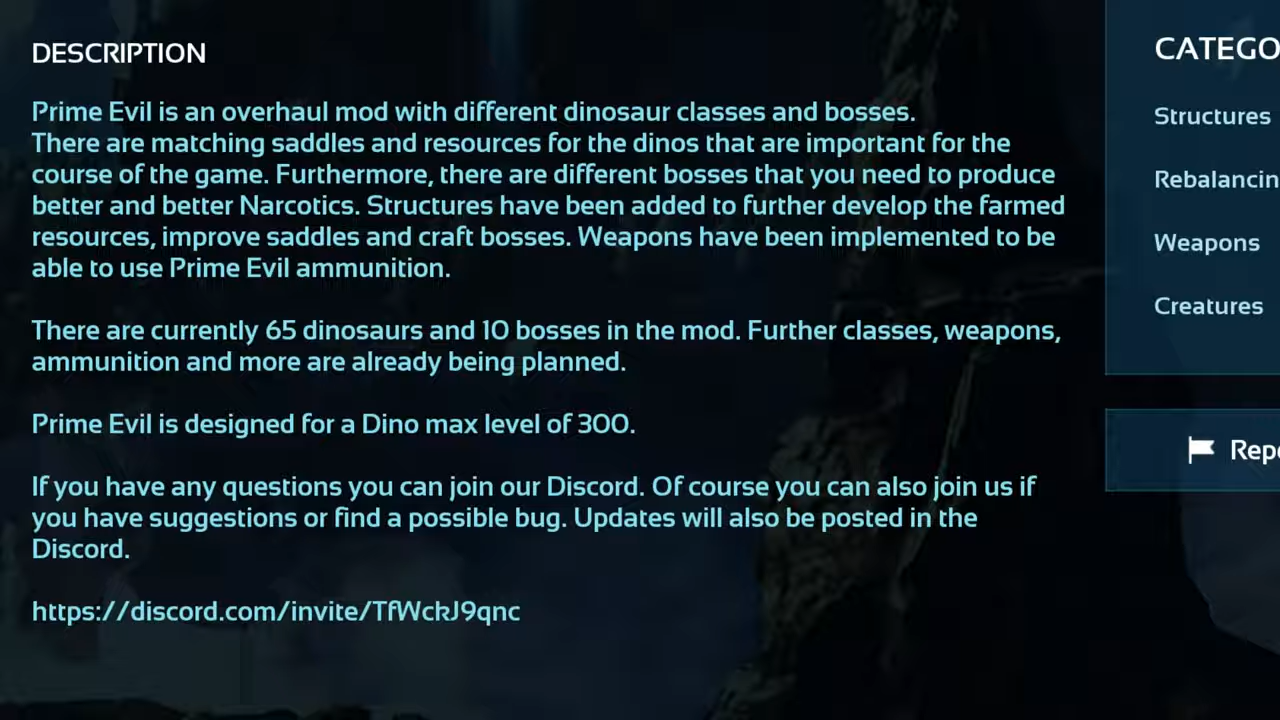 DESCRIPTION
Prime Evil is an overhaul mod with different dinosaur classes and bosses.
There are matching saddles and resources for the dinos that are important for the
course of the game. Furthermore, there are different bosses that you need to produce
better and better Narcotics. Structures have been added to further develop the farmed
resources, improve saddles and craft bosses. Weapons have been implemented to be
able to use Prime Evil ammunition.
There are currently 65 dinosaurs and 10 bosses in the mod. Further classes, weapons,
ammunition and more are already being planned.
Prime Evil is designed for a Dino max level of 300.
If you have any questions you can join our Discord. Of course you can also join us if
you have suggestions or find a possible bug. Updates will also be posted in the
Discord.
https://discord.com/invite/TfWckJ9qnc
CATEGO
Structures
Rebalancin
Weapons
Creatures
Repo